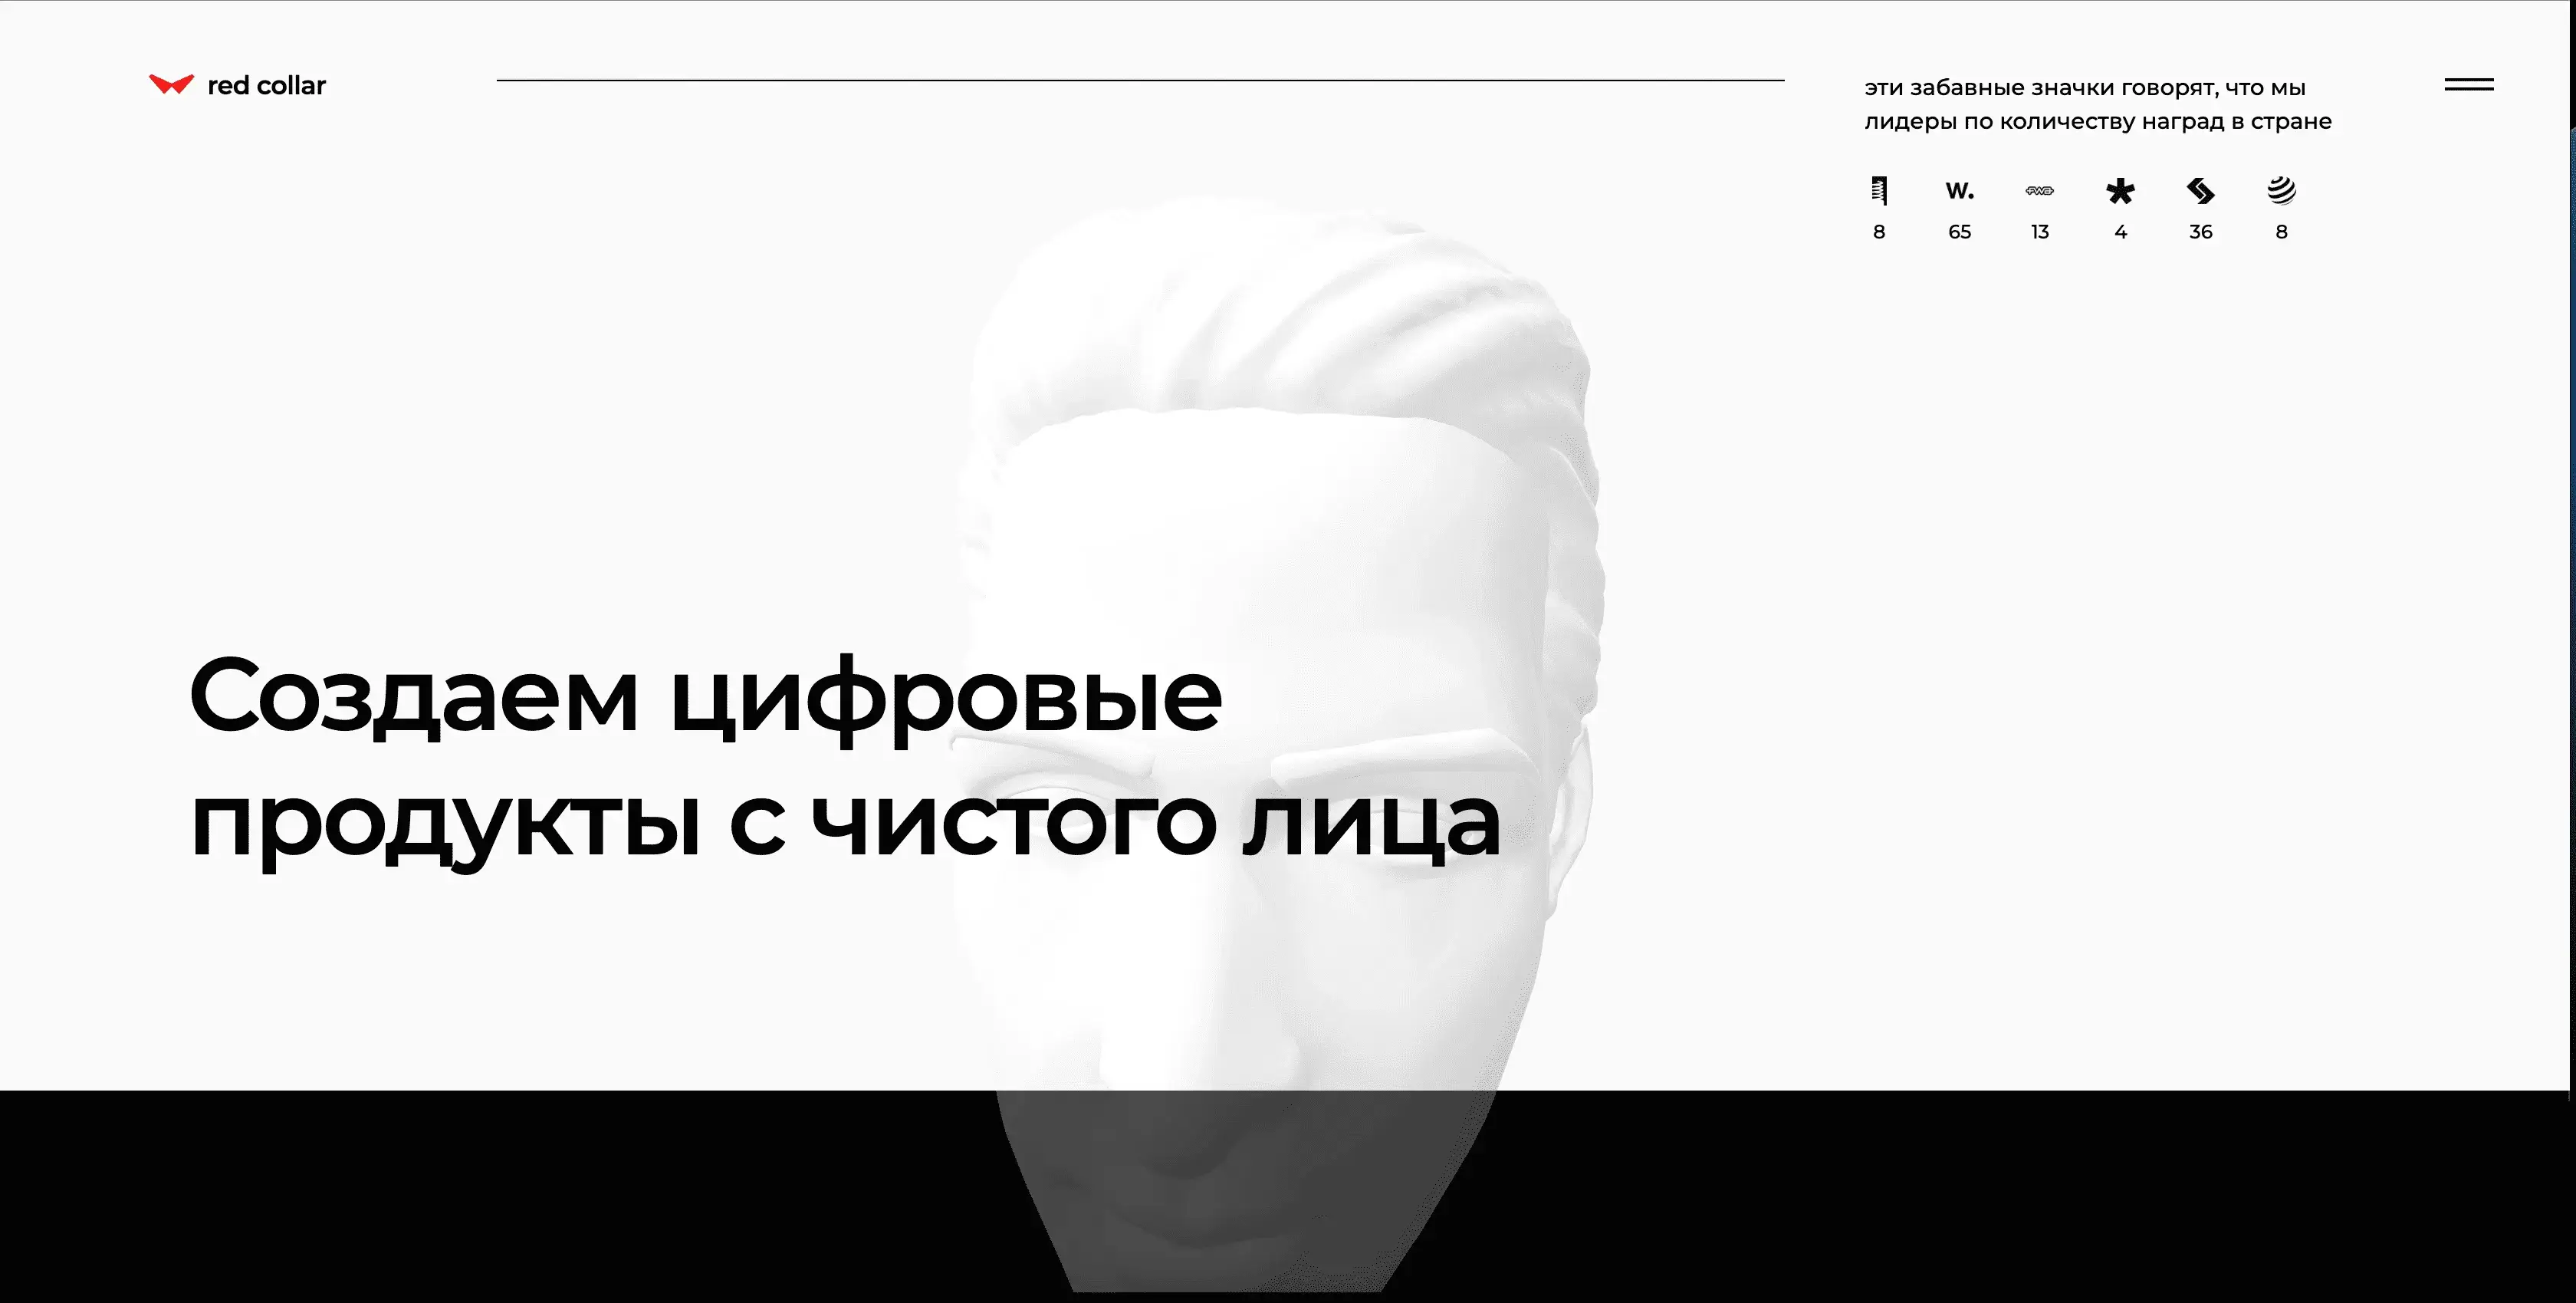 red collar
эти забавные значки говорят, что мы
лидеры по количеству наград в стране
W.
FWA
8 65 13 4 36 8
Создаем цифровые
продукты с чистого лица